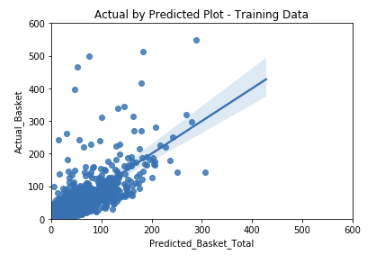 Actual by Predicted Plot - Training Data
600
500
400
300
200
100
0
Actual_Basket
0 100 200 300 400 500 600
Predicted_Basket_Total